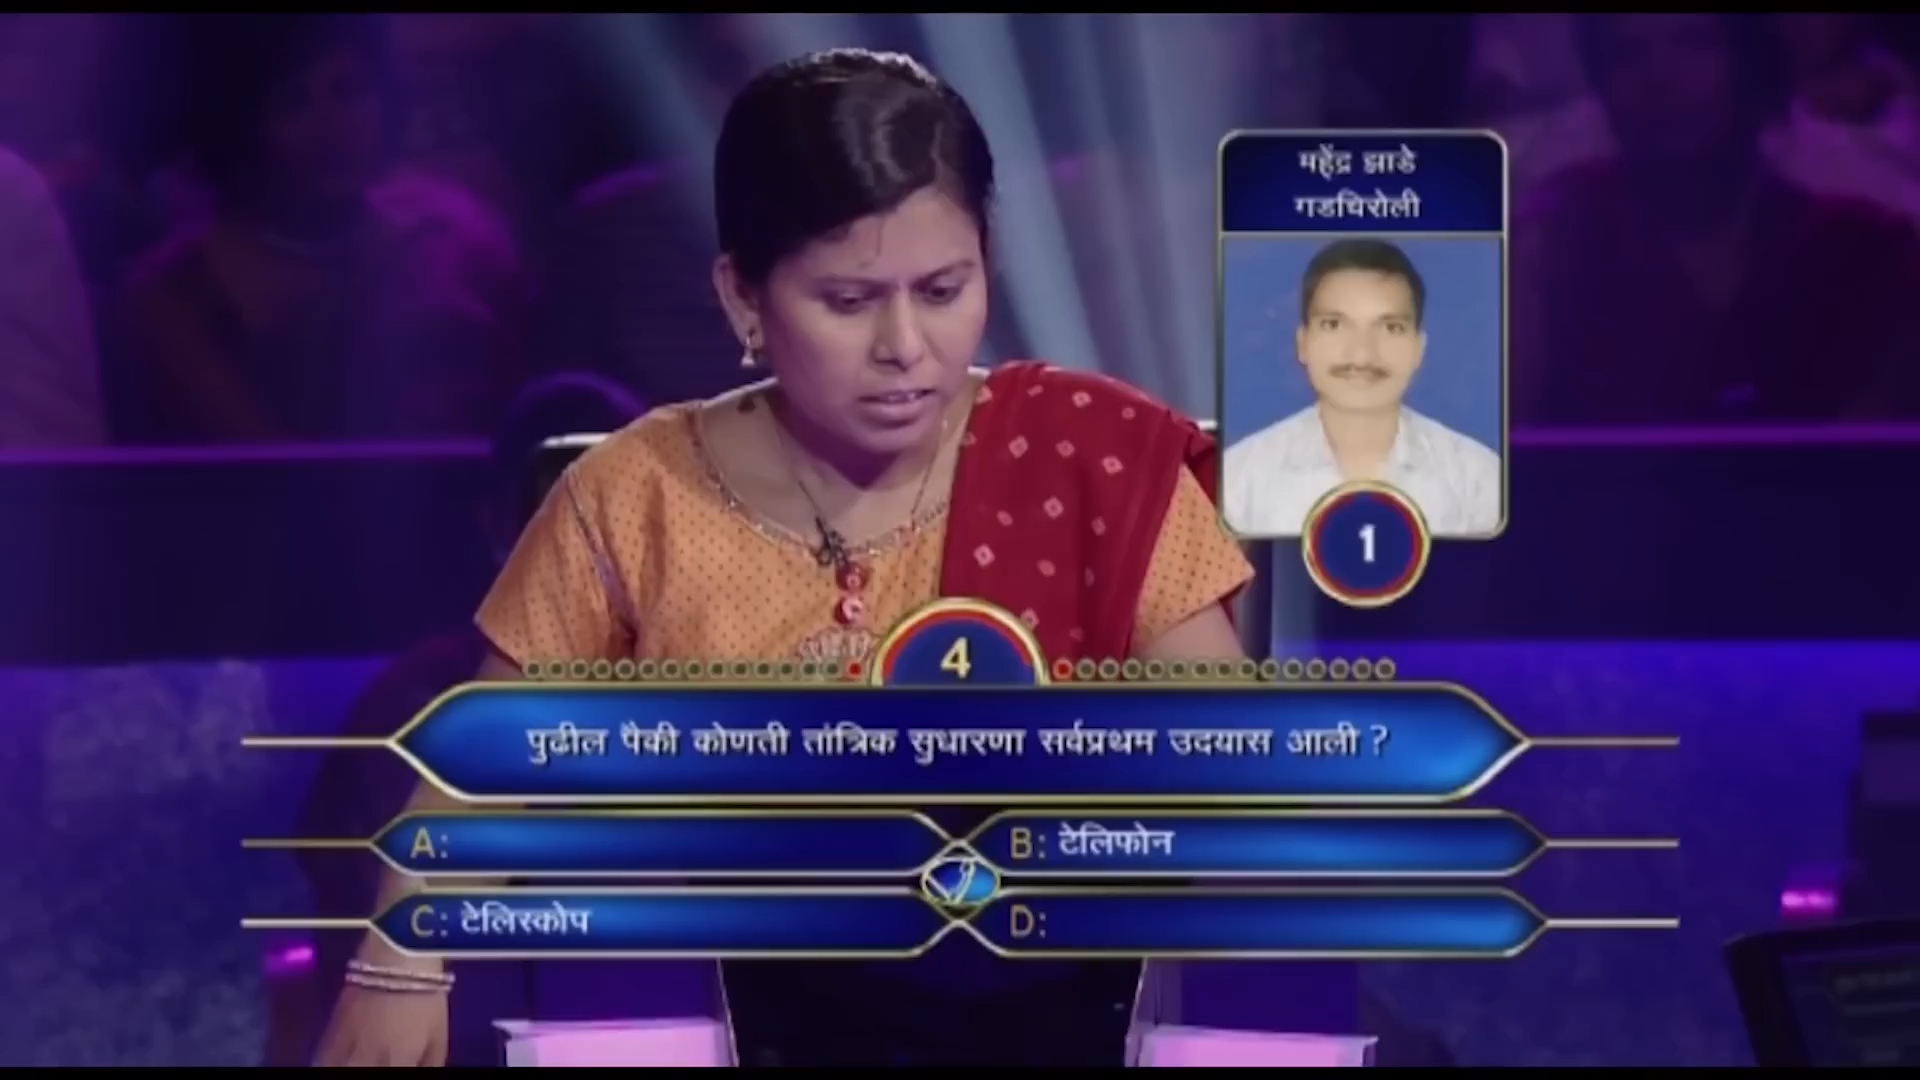 महेंद्र झाडे
गडचिरोली
1
4
पुढील पैकी कोणती तांत्रिक सुधारणा सर्वप्रथम उदयास आली ?
A:
B: टेलिफोन
C: टेलिस्कोप
D: